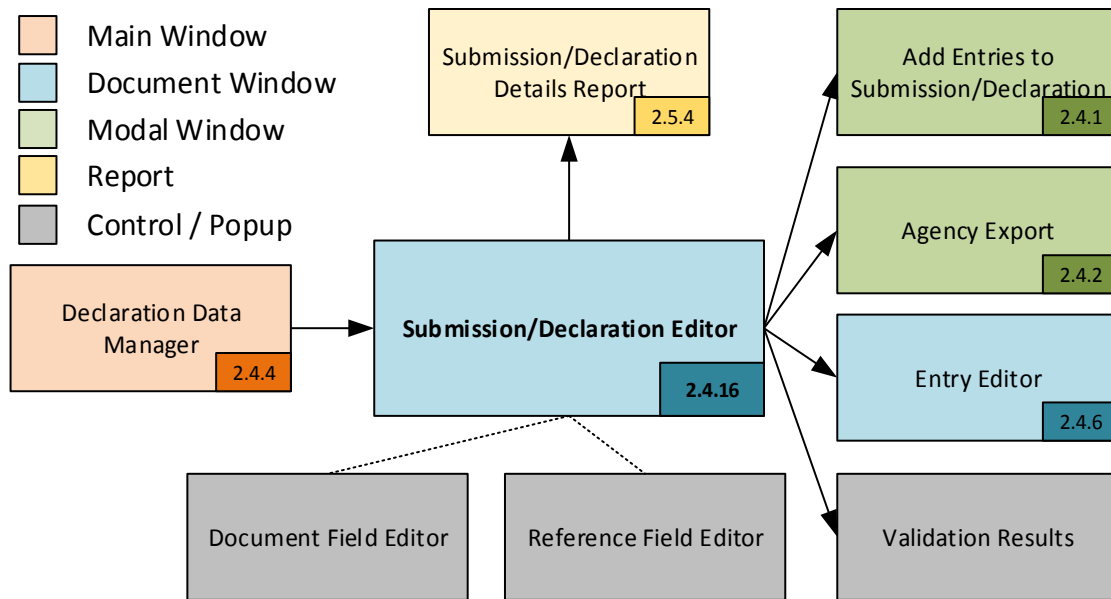 Main Window
Document Window
Modal Window
Report
Control / Popup
Submission/Declaration
Details Report
2.5.4
Add Entries to
Submission/Declaration
2.4.1
Agency Export
2.4.2
Declaration Data
Manager
2.4.4
Submission/Declaration Editor
2.4.16
Entry Editor
2.4.6
Document Field Editor
Reference Field Editor
Validation Results